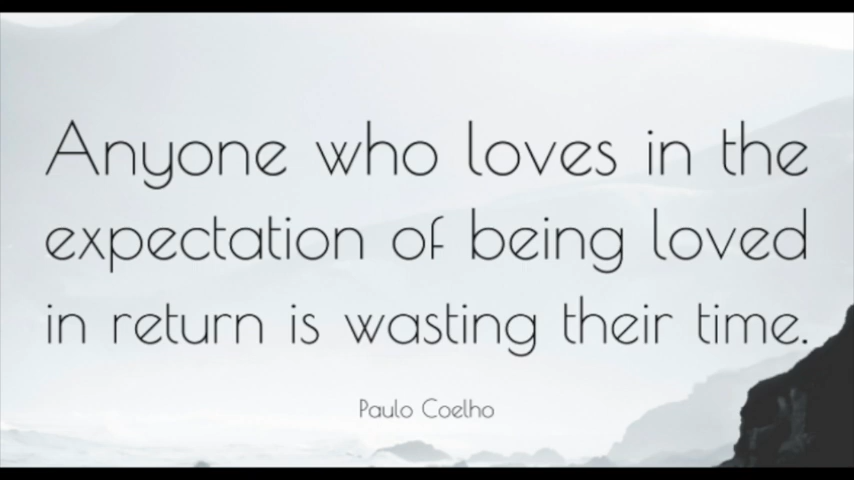 Anyone who loves in the
expectation of being loved
in return is wasting their time.
Paulo Coelho